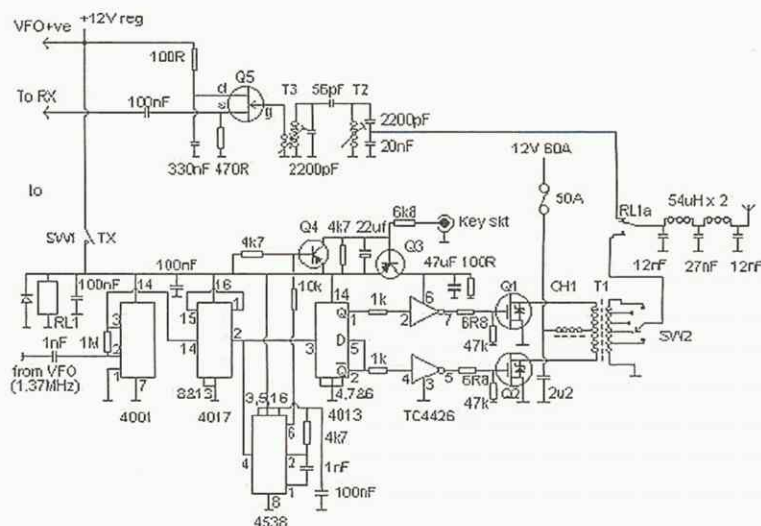 +12V reg
VFO+ve
100R
Q5
T3
56pF
T2
d
s
g
To RX
100nF
2200pF
20nF
330nF
470R
2200pF
12V 60A
50A
RL1a
54uH x 2
12nF
27nF
12nF
lo
SW1
TX
4k7
Q4
4k7
22uf
6k8
Key skt
Q3
47uF
100R
100nF
100nF
10k
RL1
14
16
1
15
3
1M
2
1
7
4001
1nF
from VFO
(1.37MHz)
14
2
8&13
4017
3
14
Q
1
D
5
Q
2
4,7&6
4013
1k
1k
2
6
7
4
3
5
TC4426
6R8
47k
6R8
47k
Q1
Q2
CH1
T1
SW2
2u2
3,5,16
4
6
2
1
8
4538
4k7
1nF
100nF